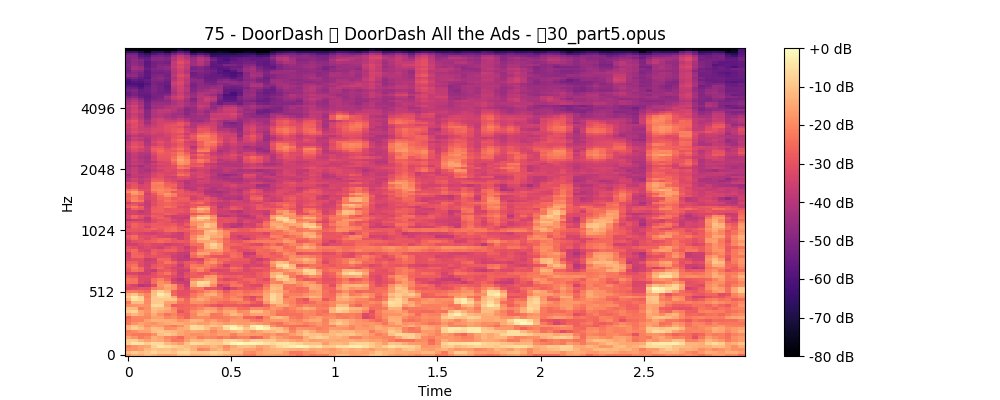 75 - DoorDash  DoorDash All the Ads - 30_part5.opus
+0 dB
4096
-10 dB
-20 dB
2048
-30 dB
Hz
-40 dB
1024
-50 dB
512
-60 dB
-70 dB
0
-80 dB
0 0.5 1 1.5 2 2.5
Time